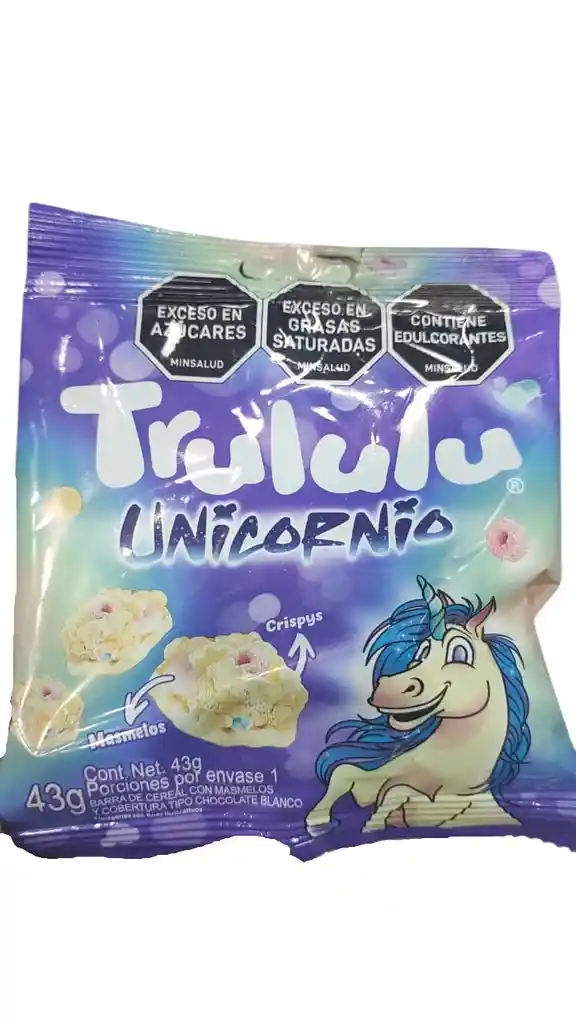 EXCESO EN
AZÚCARES
MINSALUD
EXCESO EN
GRASAS
SATURADAS
MINSALUD
CONTIENE
EDULCORANTES
MINSALUD
Trululu®
UNICORNIO
Crispys
Masmelos
43g
Cont. Net. 43g
Porciones por envase 1
BARRA DE CEREAL CON MASMELOS
Y COBERTURA TIPO CHOCOLATE BLANCO